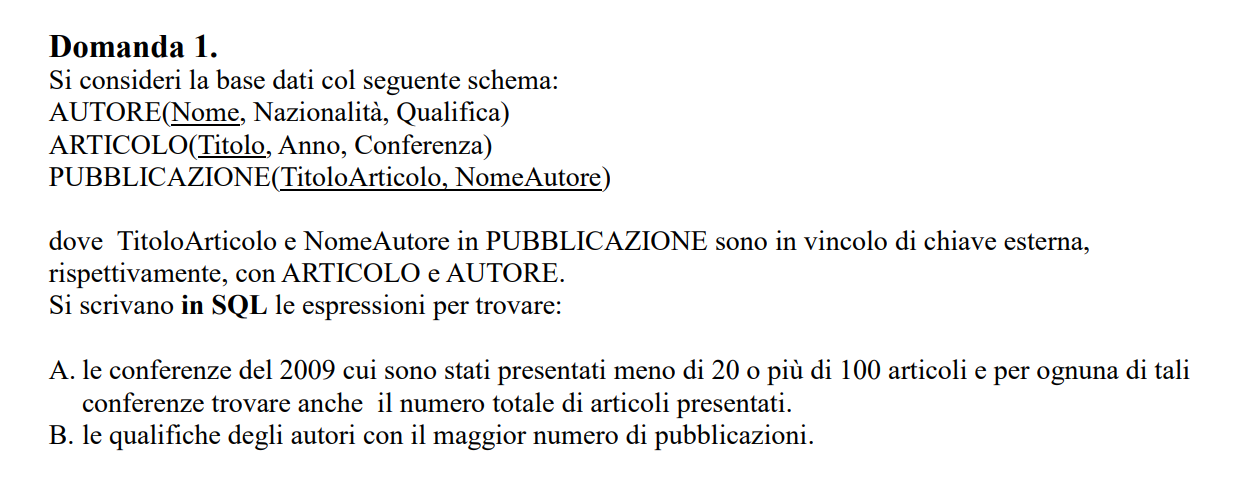 Domanda 1.
Si consideri la base dati col seguente schema:
AUTORE(Nome, Nazionalità, Qualifica)
ARTICOLO(Titolo, Anno, Conferenza)
PUBBLICAZIONE(TitoloArticolo, NomeAutore)
dove  TitoloArticolo e NomeAutore in PUBBLICAZIONE sono in vincolo di chiave esterna,
rispettivamente, con ARTICOLO e AUTORE.
Si scrivano in SQL le espressioni per trovare:
A. le conferenze del 2009 cui sono stati presentati meno di 20 o più di 100 articoli e per ognuna di tali
conferenze trovare anche  il numero totale di articoli presentati.
B. le qualifiche degli autori con il maggior numero di pubblicazioni.